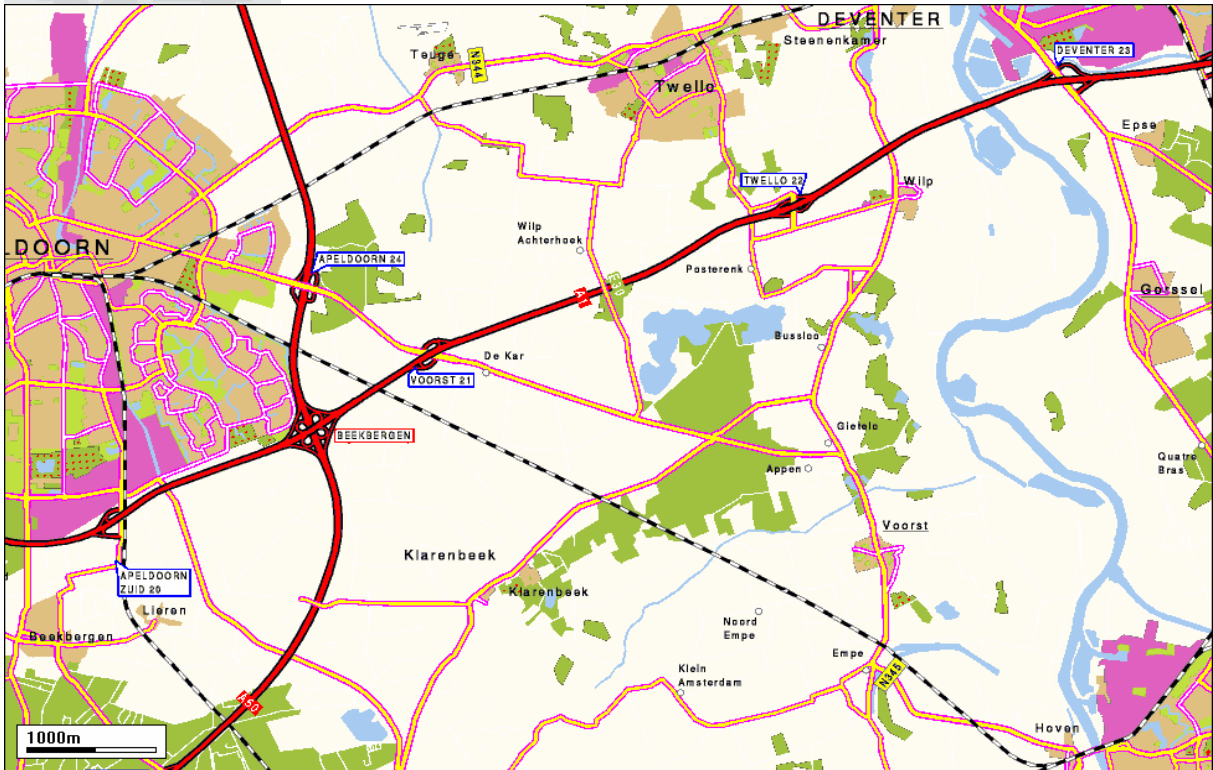 DEVENTER
Steenenkamer
DEVENTER 23
Teuge
N344
Twello
Epse
TWELLO 22
Wilp
Wilp
Achterhoek
LDOORN
APELDOORN 24
Posterenk
E30
A1
Gorssel
Bussloo
De Kar
VOORST 21
BEEKBERGEN
Gietelo
Appen
Quatre
Bras
Voorst
Klarenbeek
APELDOORN
ZUID 20
Klarenbeek
Lieren
Noord
Empe
Beekbergen
Empe
Klein
Amsterdam
N345
A50
Hoven
1000m